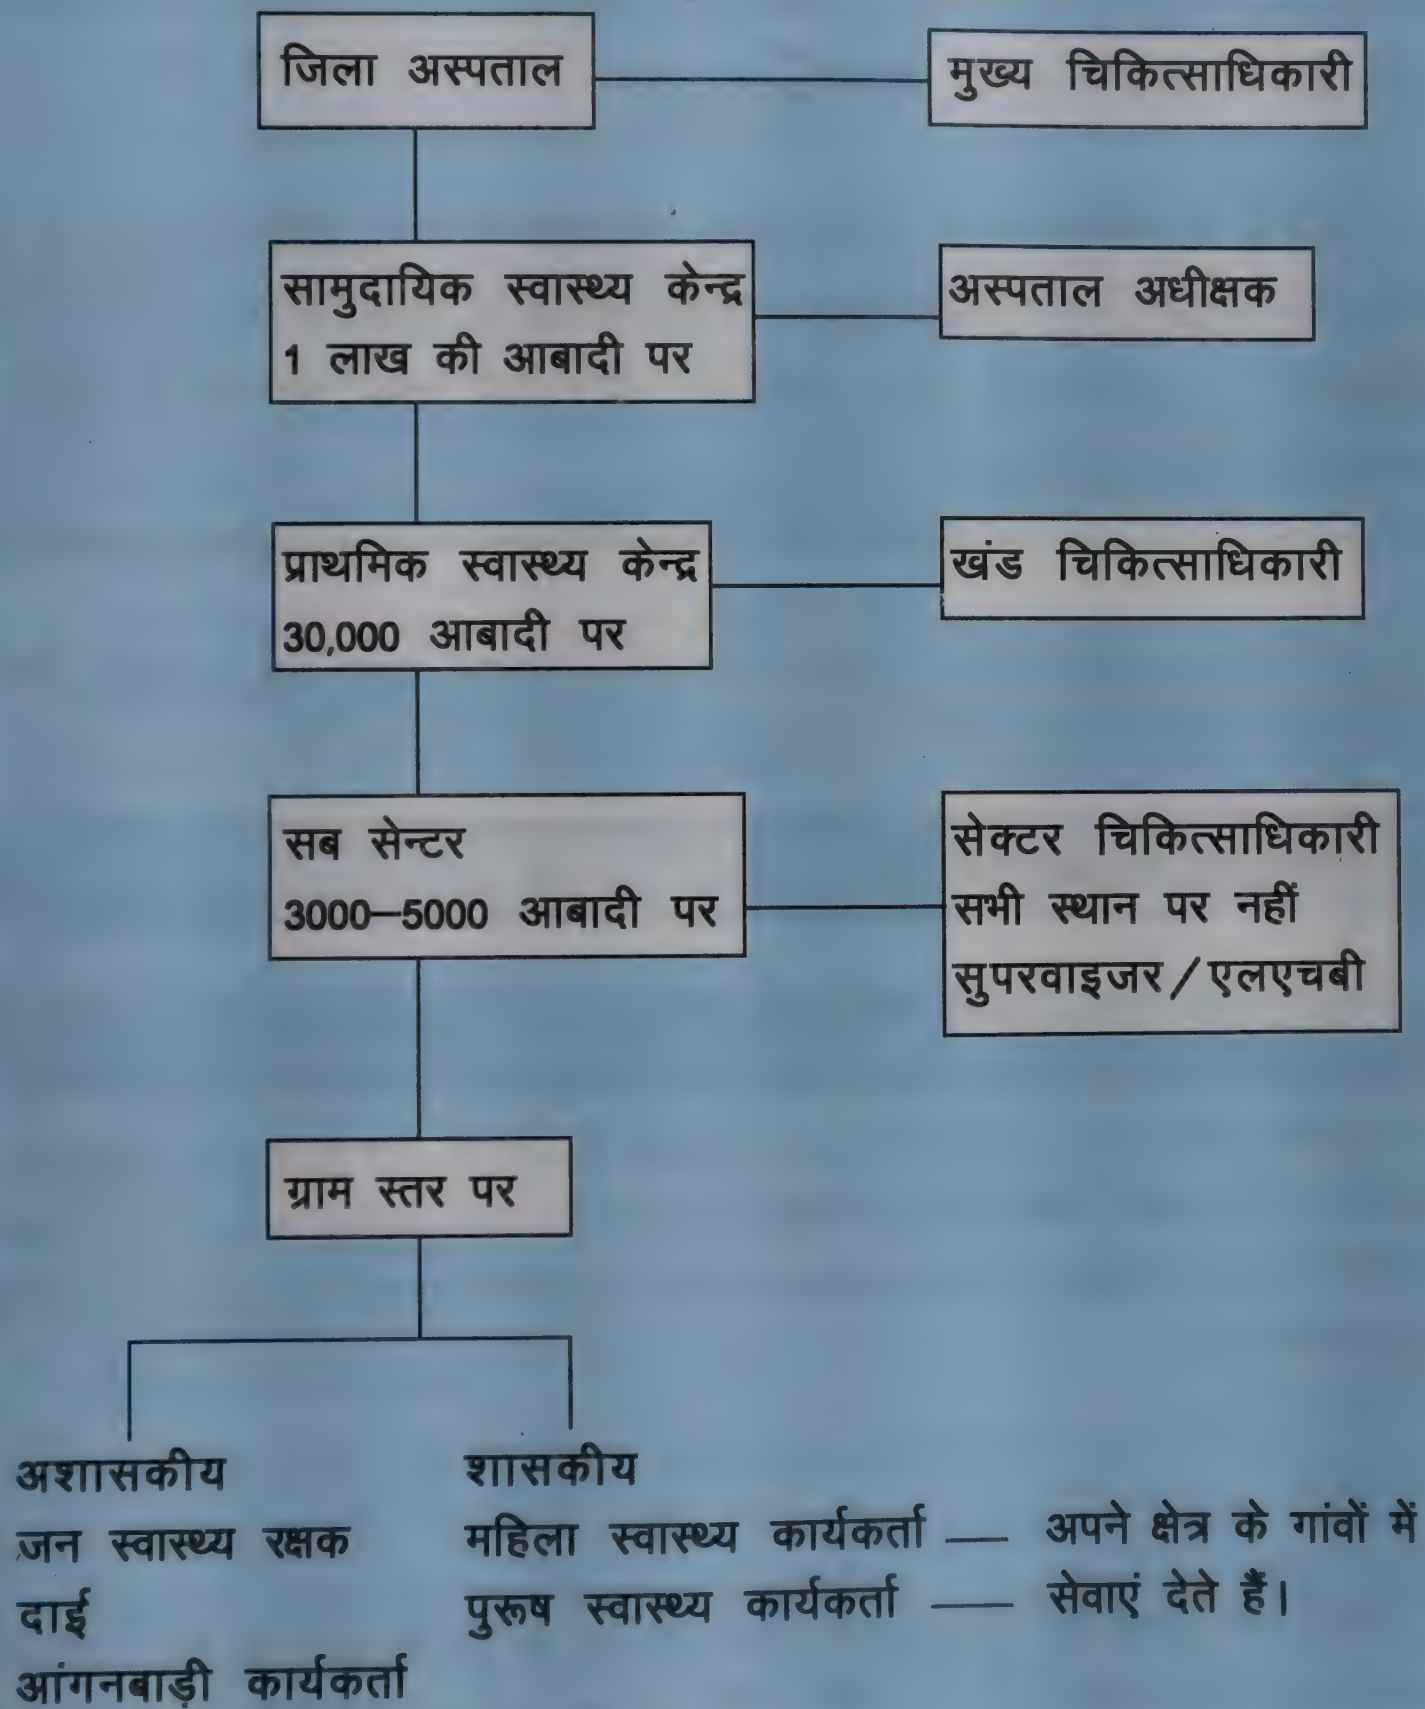 जिला अस्पताल
मुख्य चिकित्साधिकारी
सामुदायिक स्वास्थ्य केन्द्र
1 लाख की आबादी पर
अस्पताल अधीक्षक
प्राथमिक स्वास्थ्य केन्द्र
30,000 आबादी पर
खंड चिकित्साधिकारी
सब सेन्टर
3000–5000 आबादी पर
सेक्टर चिकित्साधिकारी
सभी स्थान पर नहीं
सुपरवाइजर/एलएचबी
ग्राम स्तर पर
अशासकीय
जन स्वास्थ्य रक्षक
दाई
आंगनबाड़ी कार्यकर्ता
शासकीय
महिला स्वास्थ्य कार्यकर्ता — अपने क्षेत्र के गांवों में
पुरूष स्वास्थ्य कार्यकर्ता — सेवाएं देते हैं।